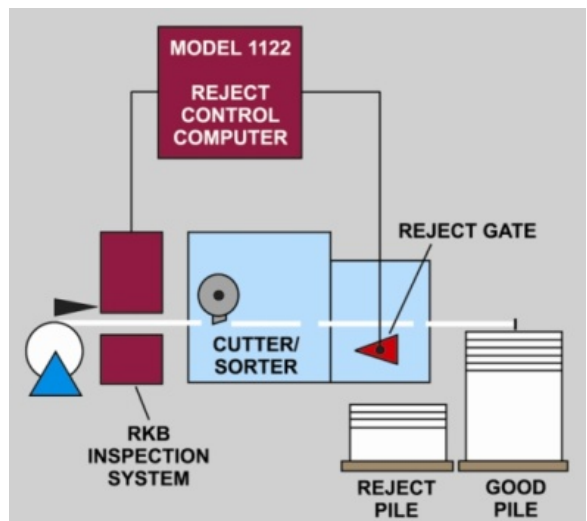 MODEL 1122
REJECT
CONTROL
COMPUTER
REJECT GATE
CUTTER/
SORTER
RKB
INSPECTION
SYSTEM
REJECT
PILE
GOOD
PILE